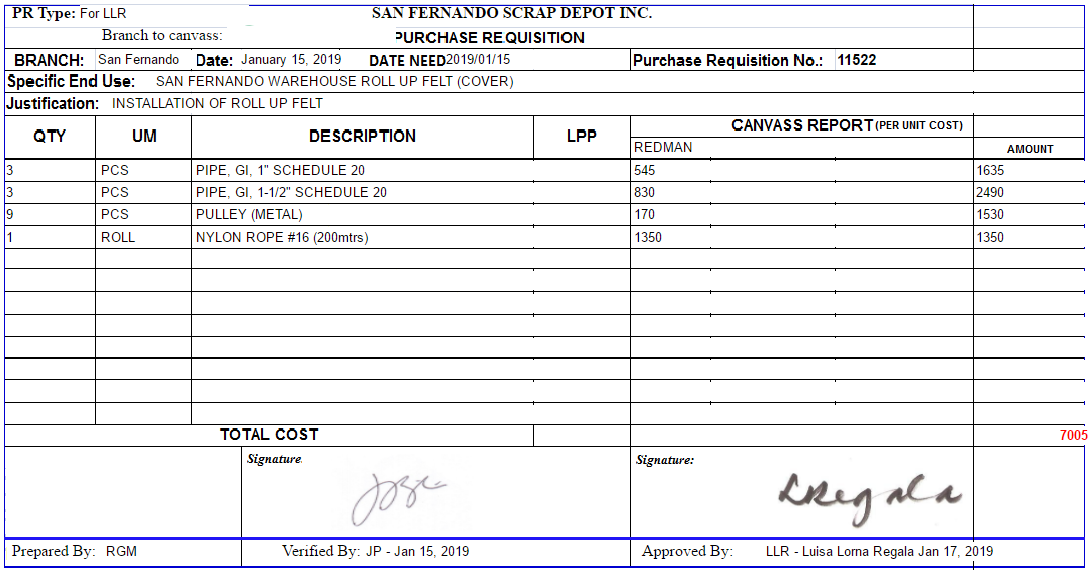 PR Type: For LLR SAN FERNANDO SCRAP DEPOT INC.
Branch to canvass: PURCHASE REQUISITION
BRANCH: San Fernando Date: January 15, 2019 DATE NEED2019/01/15 Purchase Requisition No.: 11522
Specific End Use: SAN FERNANDO WAREHOUSE ROLL UP FELT (COVER)
Justification: INSTALLATION OF ROLL UP FELT
QTY UM DESCRIPTION LPP CANVASS REPORT (PER UNIT COST)
REDMAN AMOUNT
3 PCS PIPE, GI, 1" SCHEDULE 20 545 1635
3 PCS PIPE, GI, 1-1/2" SCHEDULE 20 830 2490
9 PCS PULLEY (METAL) 170 1530
1 ROLL NYLON ROPE #16 (200mtrs) 1350 1350
TOTAL COST 7005
Signature Signature:
LRegala
Prepared By: RGM Verified By: JP - Jan 15, 2019 Approved By: LLR - Luisa Lorna Regala Jan 17, 2019